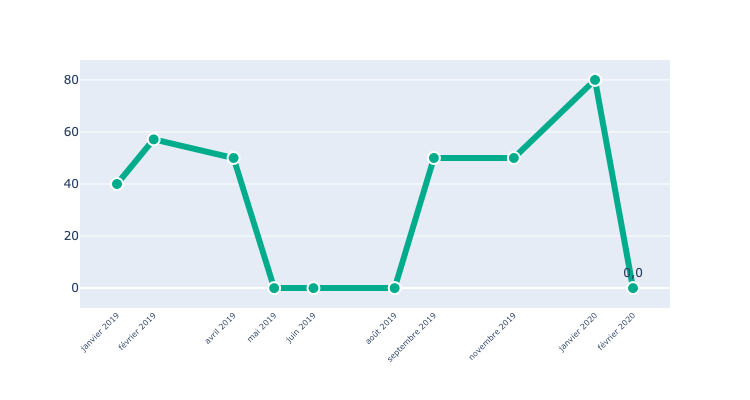 80
60
40
20
0
0,0
janvier 2019
février 2019
avril 2019
mai 2019
juin 2019
août 2019
septembre 2019
novembre 2019
janvier 2020
février 2020